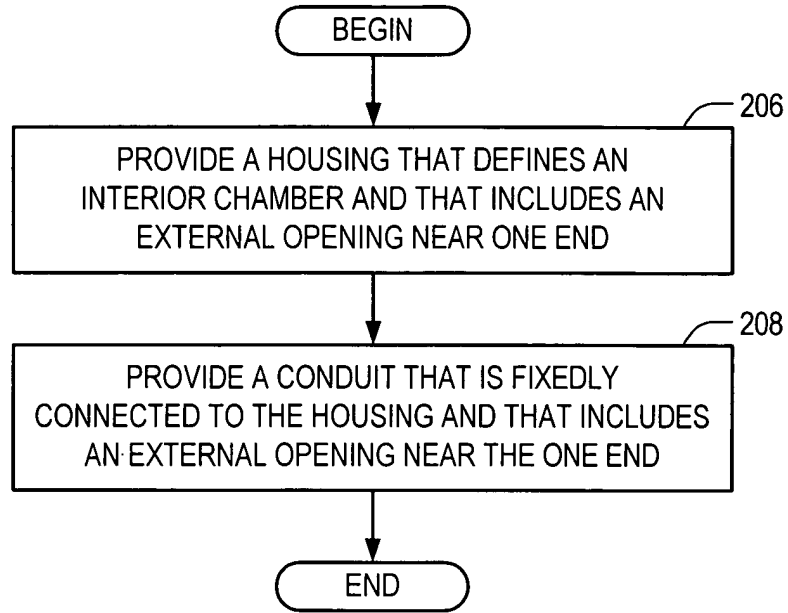 BEGIN
206
PROVIDE A HOUSING THAT DEFINES AN
INTERIOR CHAMBER AND THAT INCLUDES AN
EXTERNAL OPENING NEAR ONE END
208
PROVIDE A CONDUIT THAT IS FIXEDLY
CONNECTED TO THE HOUSING AND THAT INCLUDES
AN EXTERNAL OPENING NEAR THE ONE END
END